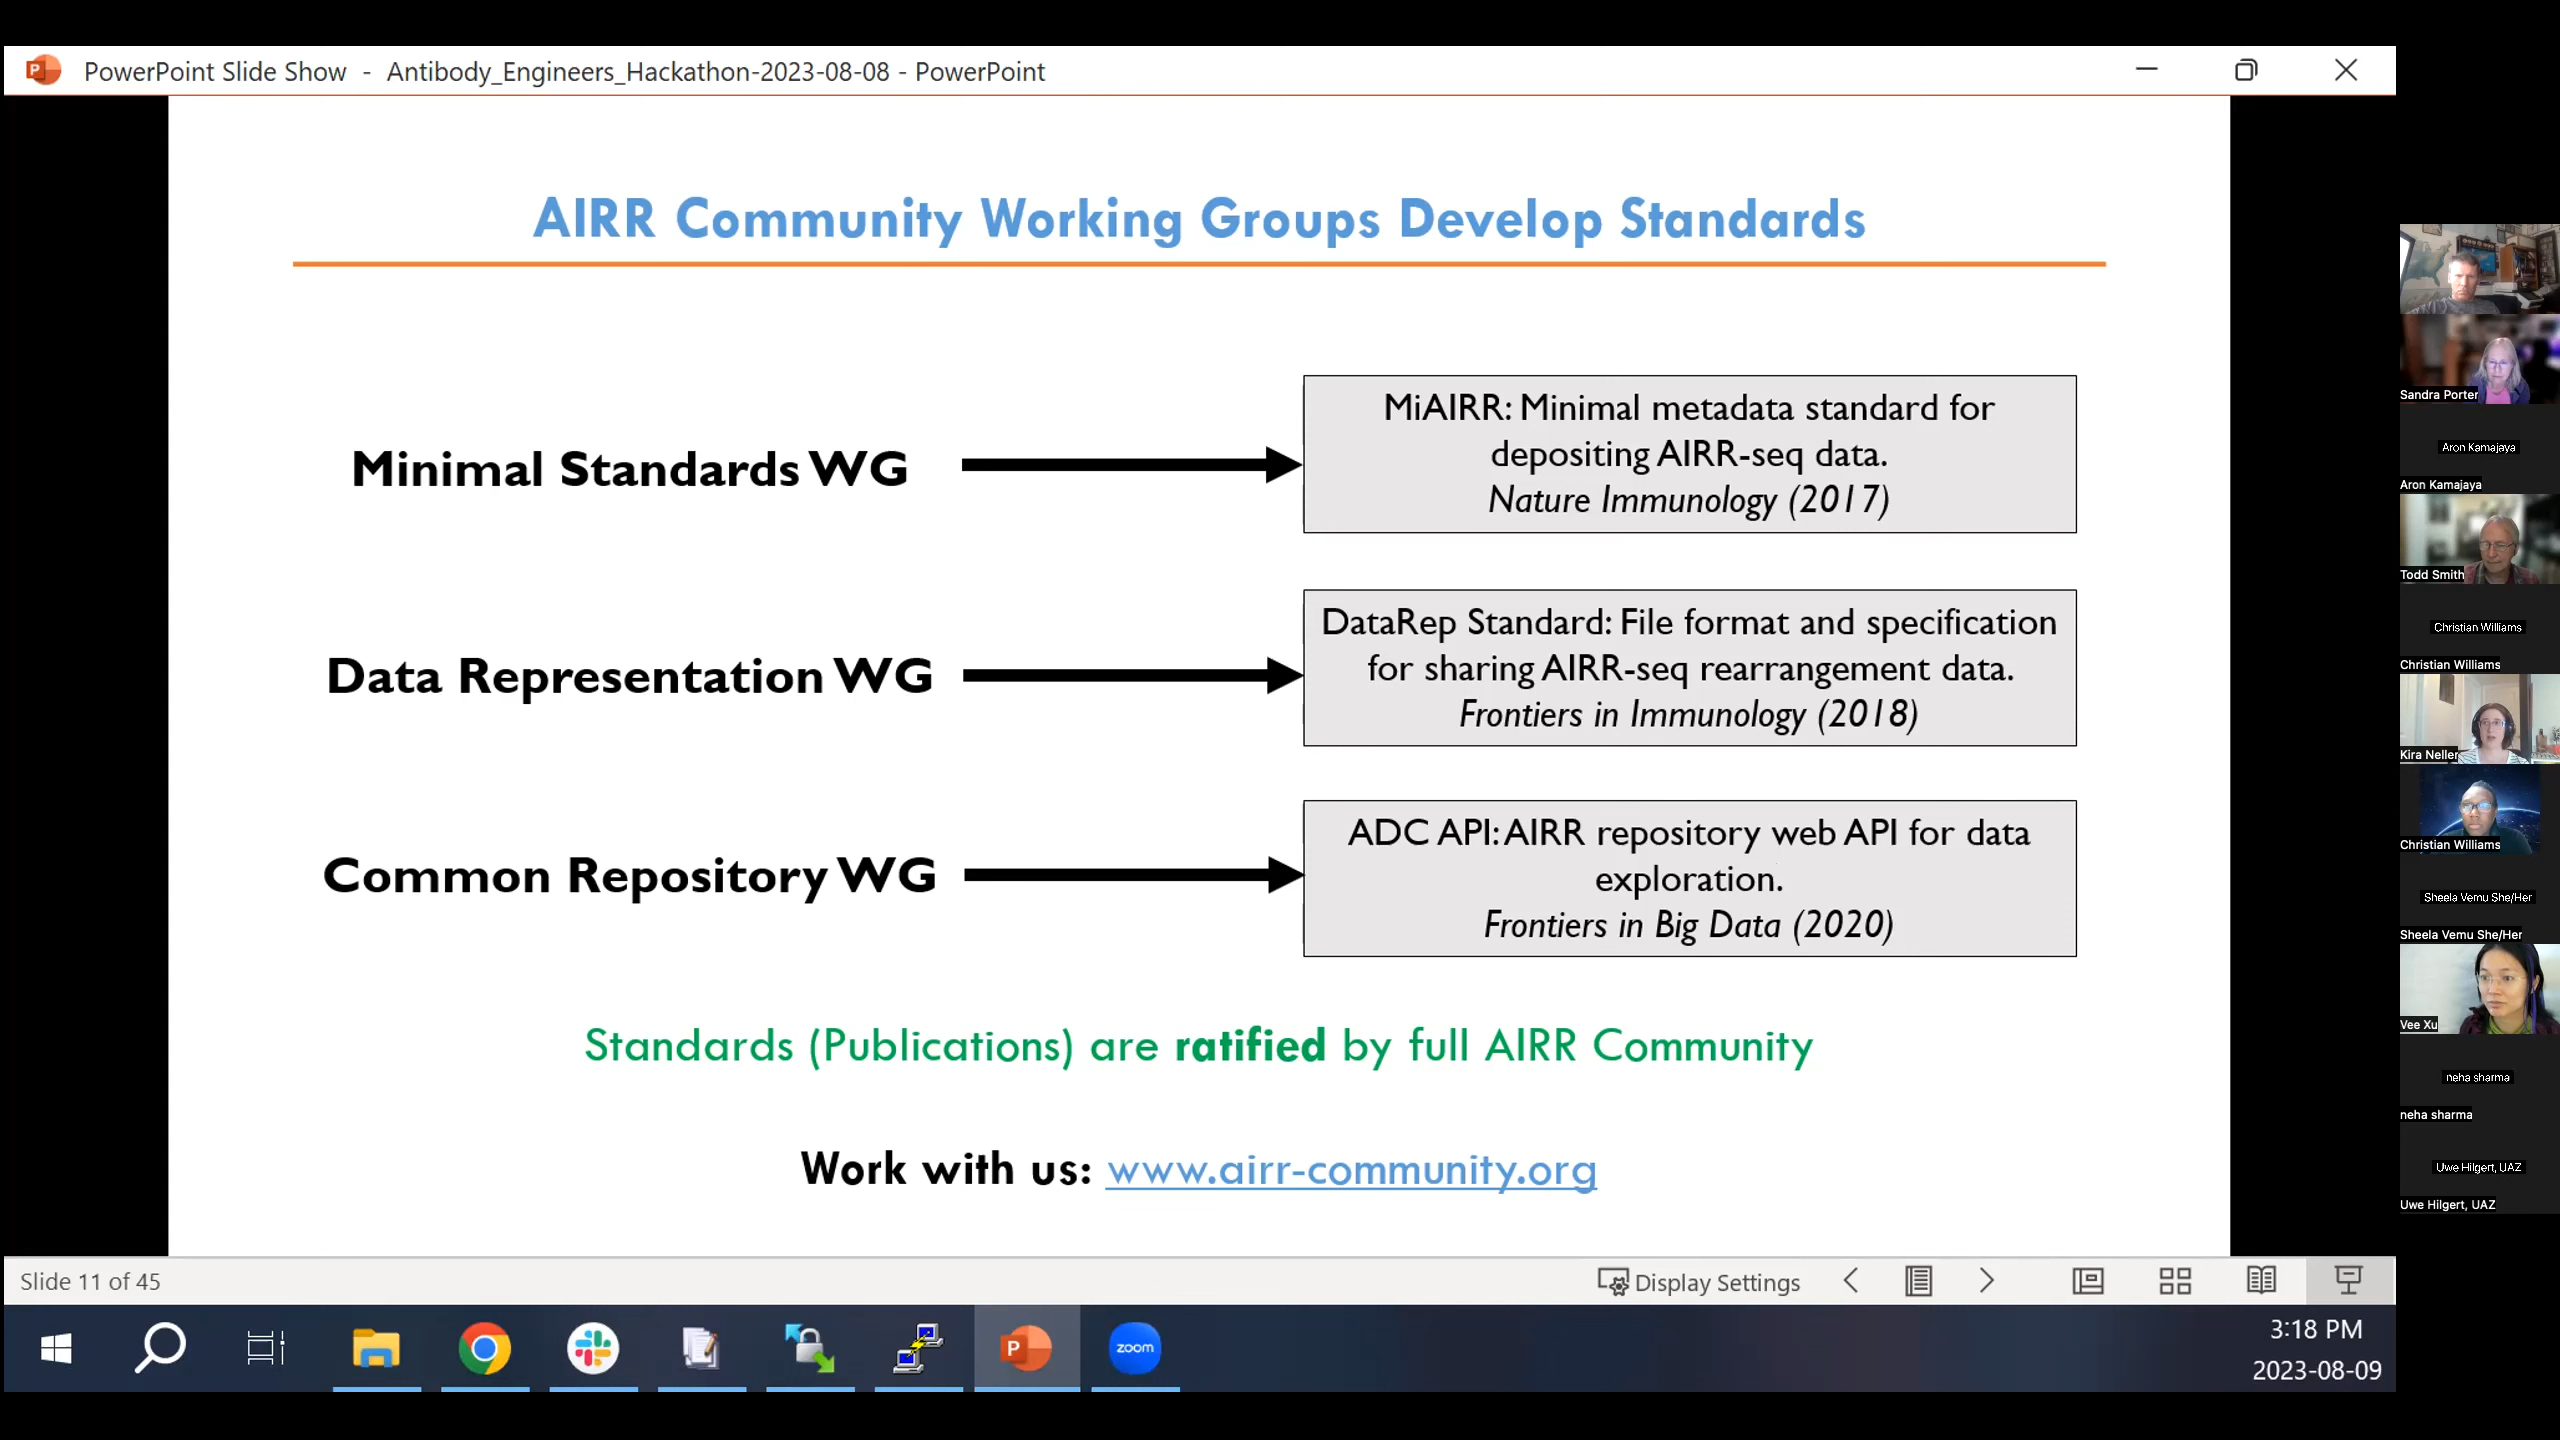 PowerPoint Slide Show - Antibody_Engineers_Hackathon-2023-08-08 - PowerPoint
AIRR Community Working Groups Develop Standards
Minimal Standards WG
MiAIRR: Minimal metadata standard for
depositing AIRR-seq data.
Nature Immunology (2017)
Data Representation WG
DataRep Standard: File format and specification
for sharing AIRR-seq rearrangement data.
Frontiers in Immunology (2018)
Common Repository WG
ADC API: AIRR repository web API for data
exploration.
Frontiers in Big Data (2020)
Standards (Publications) are ratified by full AIRR Community
Work with us: www.airr-community.org
Slide 11 of 45
Display Settings
zoom
3:18 PM
2023-08-09
Sandra Porter
Aron Kamajaya
Aron Kamajaya
Todd Smith
Christian Williams
Christian Williams
Kira Neller
Christian Williams
Sheela Vemu She/Her
Sheela Vemu She/Her
Vee Xu
neha sharma
neha sharma
Uwe Hilgert, UAZ
Uwe Hilgert, UAZ